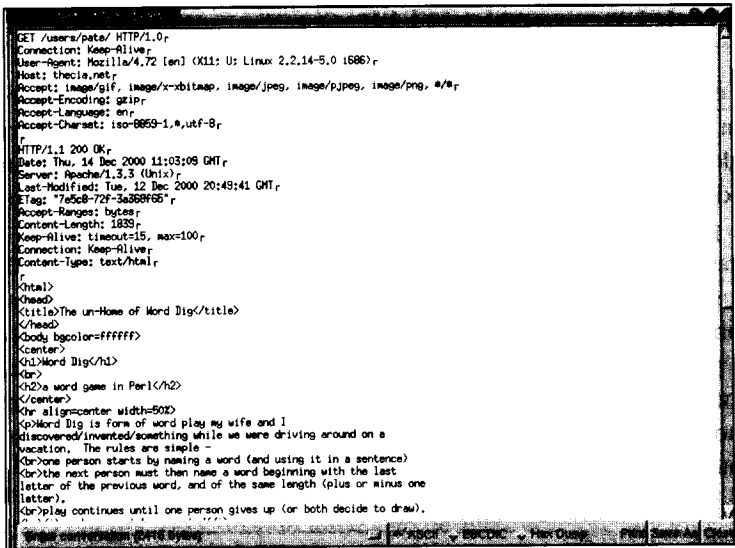 GET /users/pate/ HTTP/1.0┌
Connection: Keep-Alive┌
User-Agent: Mozilla/4.72 [en] (X11; U; Linux 2.2.14-5.0 i686)┌
Host: thecia.net┌
Accept: image/gif, image/x-xbitmap, image/jpeg, image/pjpeg, image/png, */*┌
Accept-Encoding: gzip┌
Accept-Language: en┌
Accept-Charset: iso-8859-1,*,utf-8┌
┌
HTTP/1.1 200 OK┌
Date: Thu, 14 Dec 2000 11:03:09 GMT┌
Server: Apache/1.3.3 (Unix)┌
Last-Modified: Tue, 12 Dec 2000 20:49:41 GMT┌
ETag: "7e5c8-72f-3a368f65"┌
Accept-Ranges: bytes┌
Content-Length: 1839┌
Keep-Alive: timeout=15, max=100┌
Connection: Keep-Alive┌
Content-Type: text/html┌
┌
<html>
<head>
<title>The un-Home of Word Dig</title>
</head>
<body bgcolor=ffffff>
<center>
<h1>Word Dig</h1>
<br>
<h2>a word game in Perl</h2>
</center>
<hr align=center width=50%>
<p>Word Dig is form of word play my wife and I
discovered/invented/something while we were driving around on a
vacation.  The rules are simple -
<br>one person starts by naming a word (and using it in a sentence)
<br>the next person must then name a word beginning with the last
letter of the previous word, and of the same length (plus or minus one
letter).
<br>play continues until one person gives up (or both decide to draw).
Entire conversation ASCII EBCDIC Hex Dump Print Save As Close